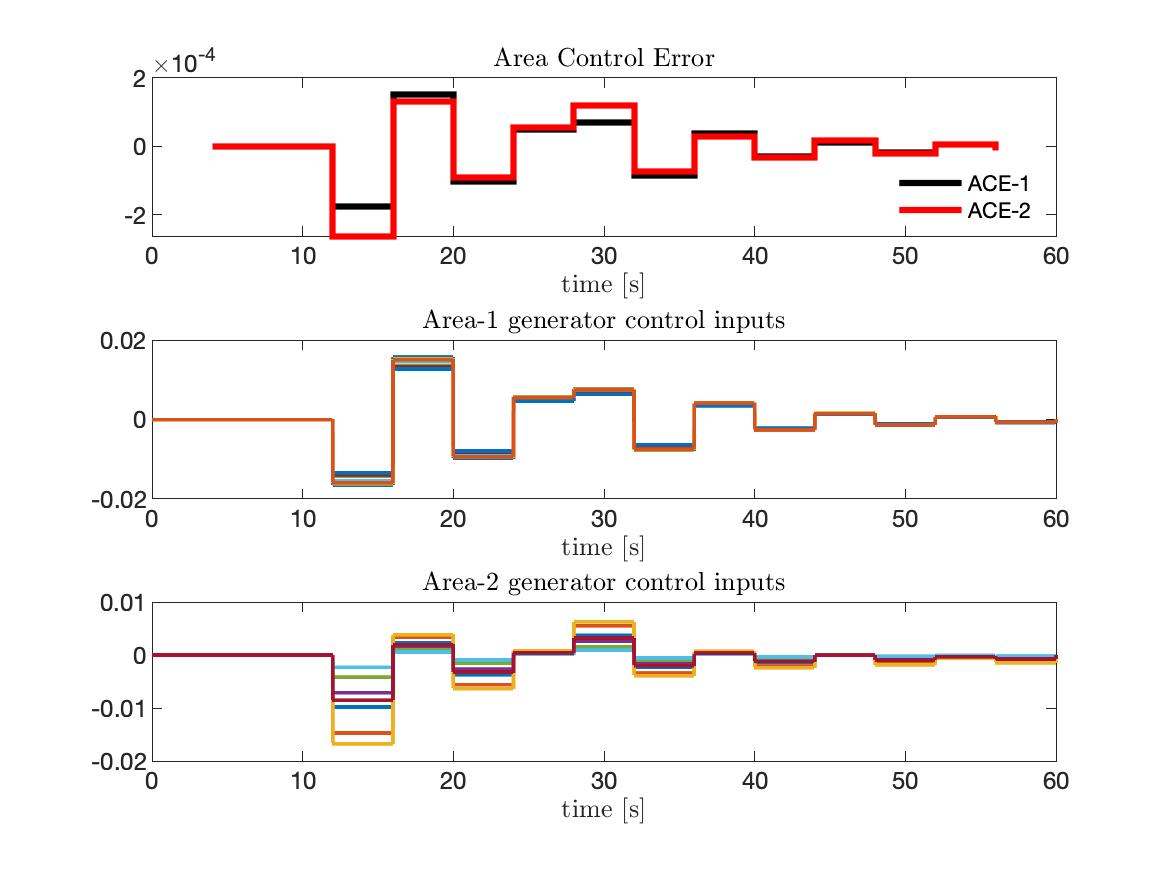 Area Control Error
×10-4
2
0
-2
ACE-1
ACE-2
0 10 20 30 40 50 60
time [s]
Area-1 generator control inputs
0.02
0
-0.02
0 10 20 30 40 50 60
time [s]
Area-2 generator control inputs
0.01
0
-0.01
-0.02
0 10 20 30 40 50 60
time [s]